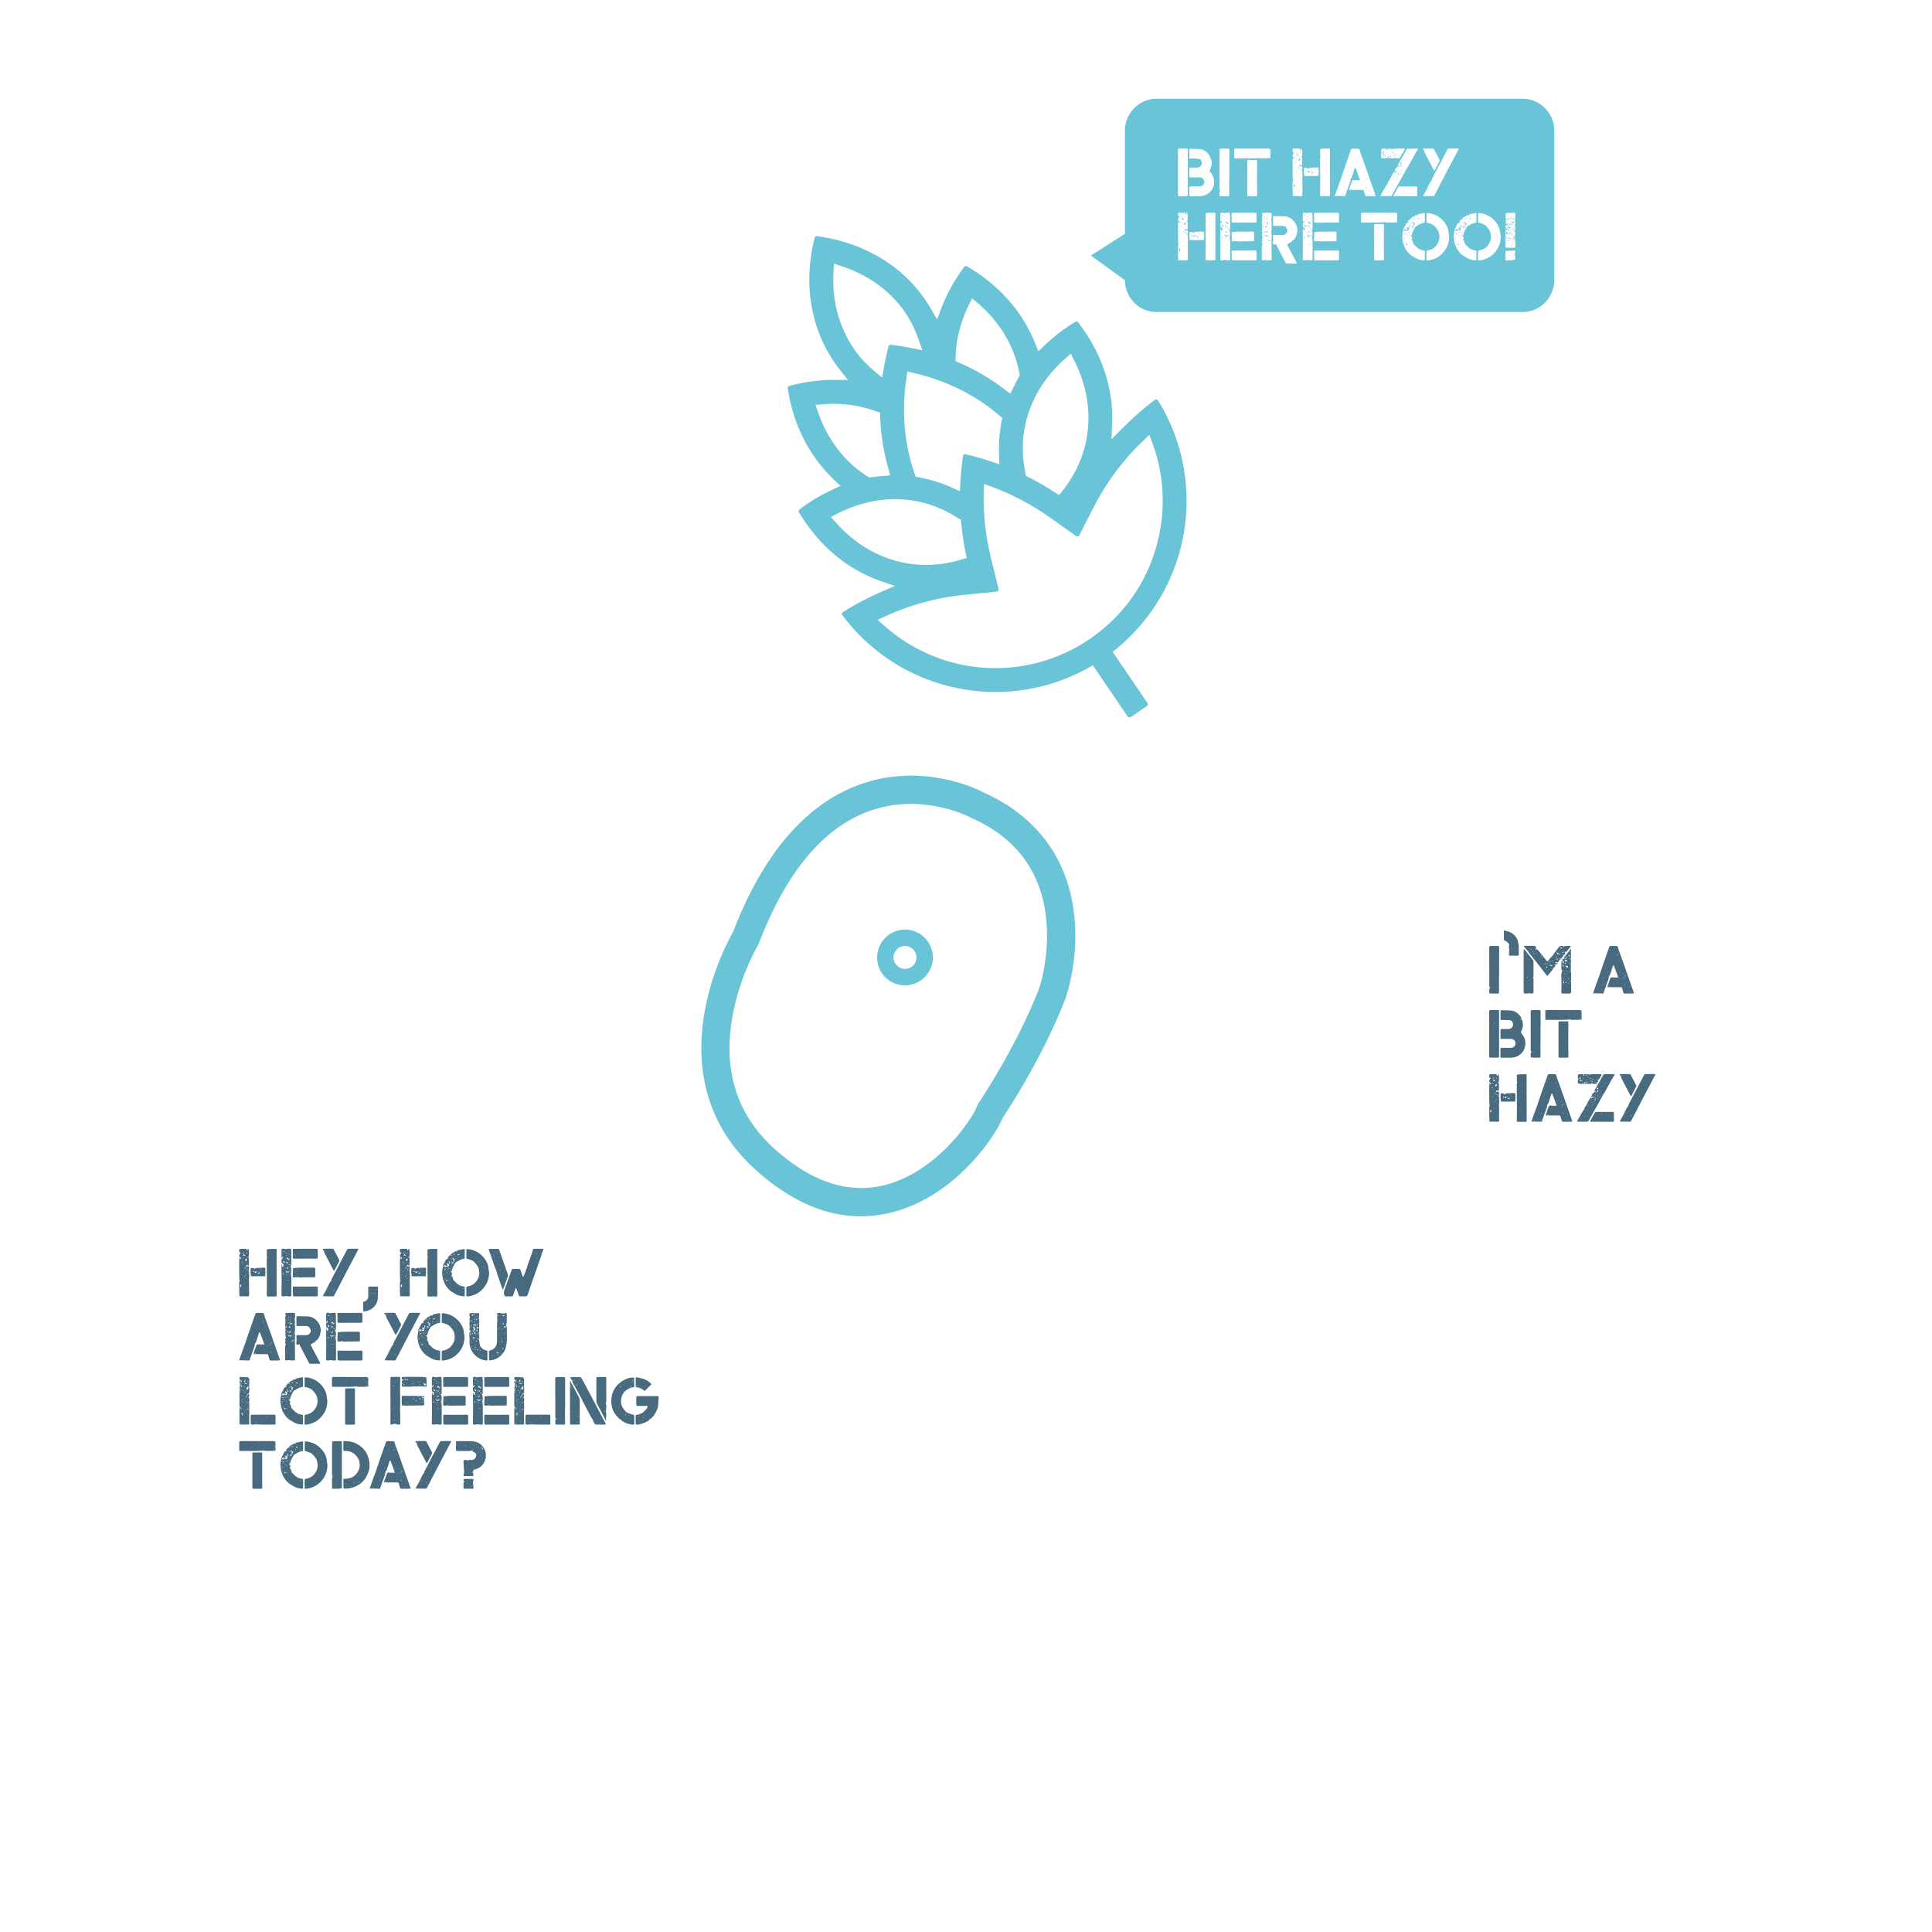 BIT HAZY
HERE TOO!
I'M A
BIT
HAZY
HEY, HOW
ARE YOU
LOT FEELING
TODAY?